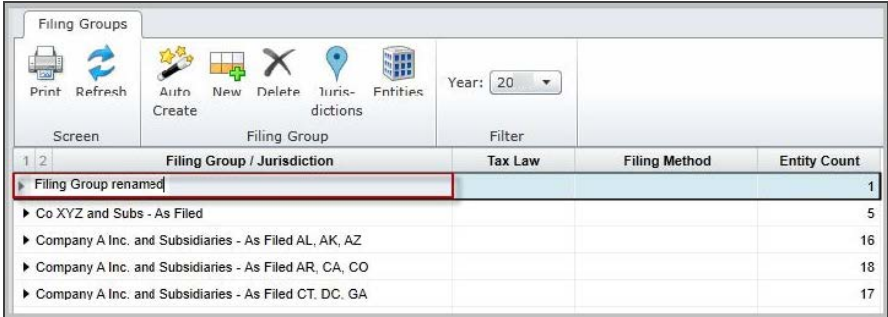 Filing Groups
Print Refresh Auto Create New Delete Juris-dictions Entities Year: 20
Screen Filing Group Filter
1 2 Filing Group / Jurisdiction Tax Law Filing Method Entity Count
Filing Group renamed 1
Co XYZ and Subs - As Filed 5
Company A Inc. and Subsidiaries - As Filed AL, AK, AZ 16
Company A Inc. and Subsidiaries - As Filed AR, CA, CO 18
Company A Inc. and Subsidiaries - As Filed CT, DC, GA 17